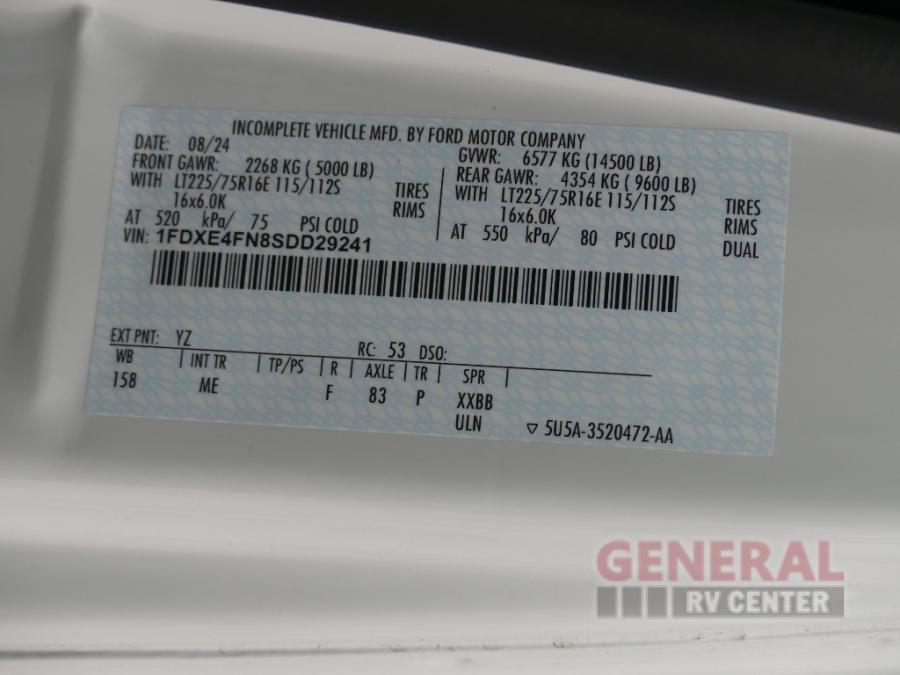 INCOMPLETE VEHICLE MFD. BY FORD MOTOR COMPANY
DATE: 08/24 GVWR: 6577 KG (14500 LB)
FRONT GAWR: 2268 KG ( 5000 LB) REAR GAWR: 4354 KG ( 9600 LB)
WITH LT225/75R16E 115/112S TIRES WITH LT225/75R16E 115/112S TIRES
16x6.0K RIMS 16x6.0K RIMS
AT 520 kPa/ 75 PSI COLD AT 550 kPa/ 80 PSI COLD DUAL
VIN: 1FDXE4FN8SDD29241
EXT PNT: YZ RC: 53 DSO:
WB INT TR TP/PS R AXLE TR SPR
158 ME F 83 P XXBB
ULN ▽ 5U5A-3520472-AA
GENERAL
RV CENTER